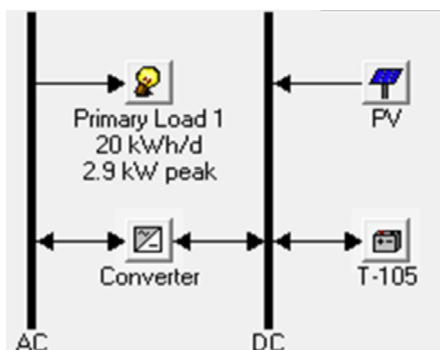 Primary Load 1
20 kWh/d
2.9 kW peak
PV
Converter
T-105
AC
DC